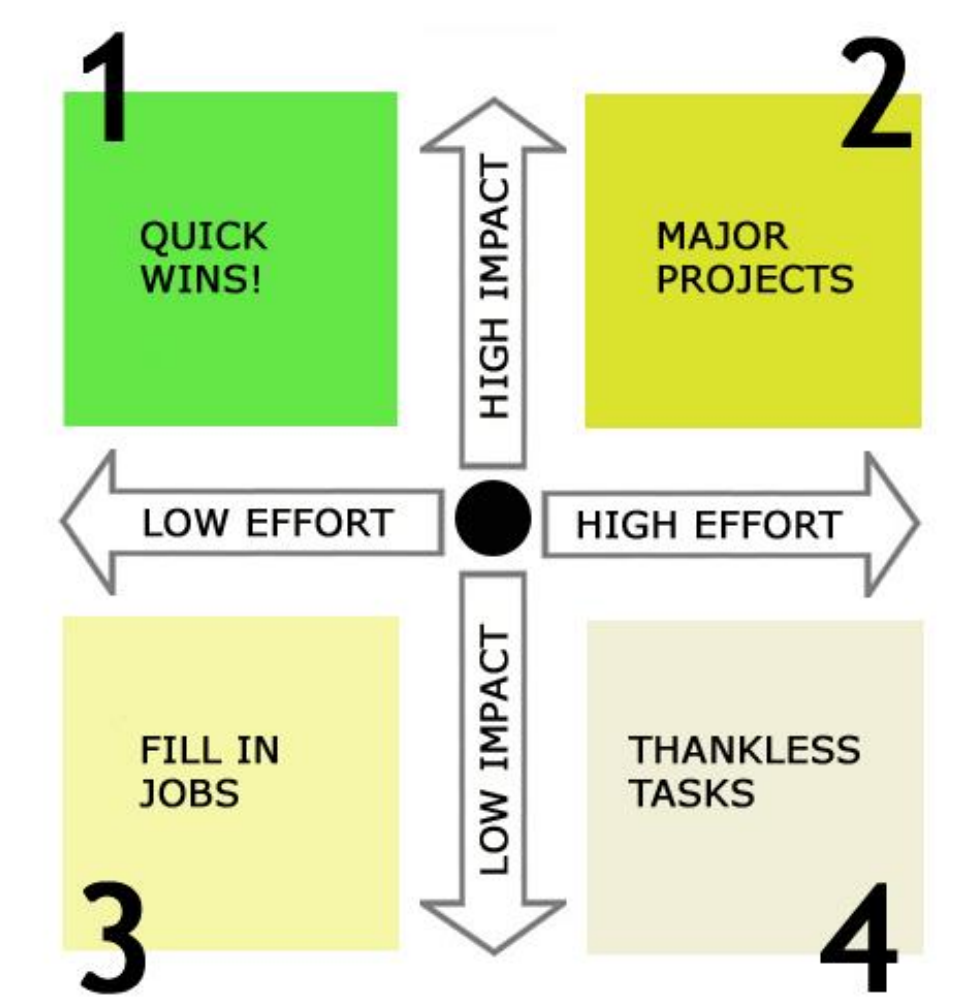 1
QUICK
WINS!
HIGH IMPACT
2
MAJOR
PROJECTS
LOW EFFORT
HIGH EFFORT
FILL IN
JOBS
3
LOW IMPACT
THANKLESS
TASKS
4